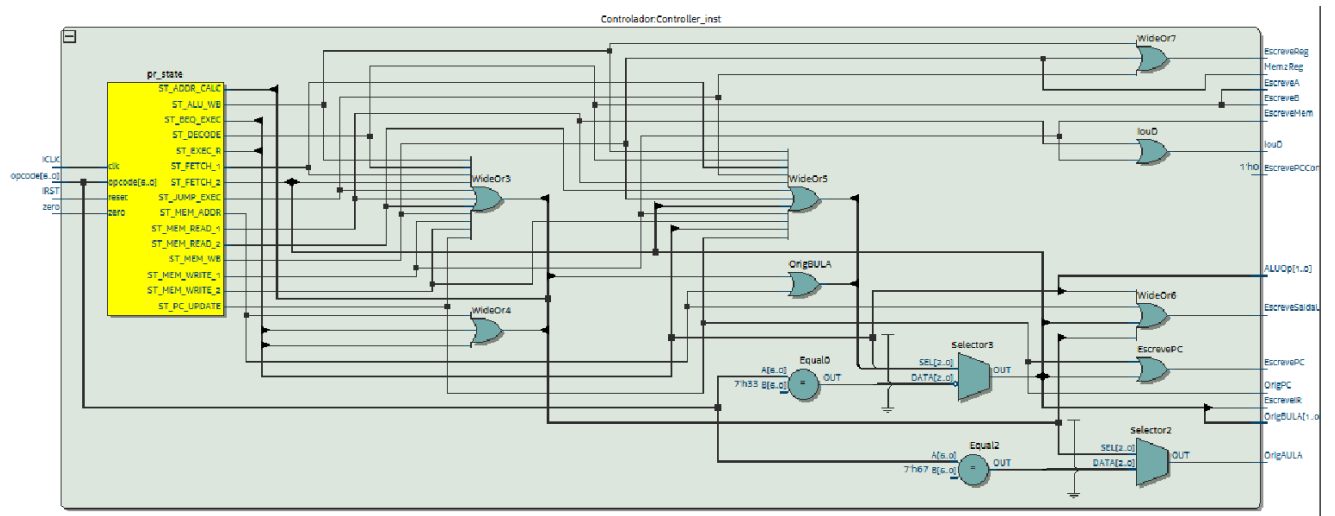 Controlador:Controller_inst
pr_state
ST_ADDR_CALC
ST_ALU_WB
ST_BEQ_EXEC
ST_DECODE
ST_EXEC_R
ST_FETCH_1
ST_FETCH_2
ST_JUMP_EXEC
ST_MEM_ADDR
ST_MEM_READ_1
ST_MEM_READ_2
ST_MEM_WB
ST_MEM_WRITE_1
ST_MEM_WRITE_2
ST_PC_UPDATE
clk
opcode[6..0]
reset
zero
iCLK
opcode[6..0]
iRST
zero
WideOr3
WideOr4
WideOr5
OrigBULA
Equal0
A[6..0]
7'h33 B[6..0]
=
OUT
Selector3
SEL[2..0]
DATA[2..0]
OUT
Equal2
A[6..0]
7'h67 B[6..0]
=
OUT
Selector2
SEL[2..0]
DATA[2..0]
OUT
WideOr7
IouD
WideOr6
EscrevePC
EscreveReg
Mem2Reg
EscreveA
EscreveB
EscreveMem
IouD
1'h0
EscrevePCCon
ALUOp[1..0]
EscreveSaidaU
EscrevePC
OrigPC
EscreveIR
OrigBULA[1..0
OrigAULA